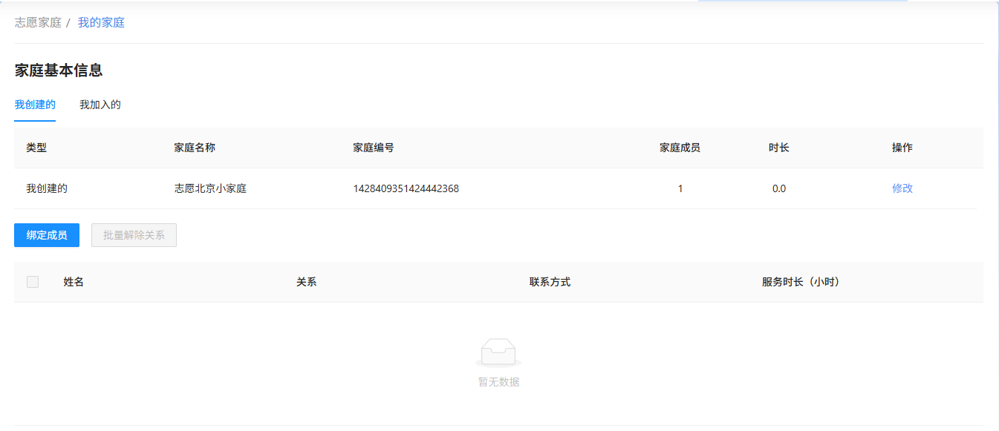 志愿家庭 / 我的家庭
家庭基本信息
我创建的 我加入的
类型 家庭名称 家庭编号 家庭成员 时长 操作
我创建的 志愿北京小家庭 1428409351424442368 1 0.0 修改
绑定成员 批量解除关系
姓名 关系 联系方式 服务时长（小时）
暂无数据